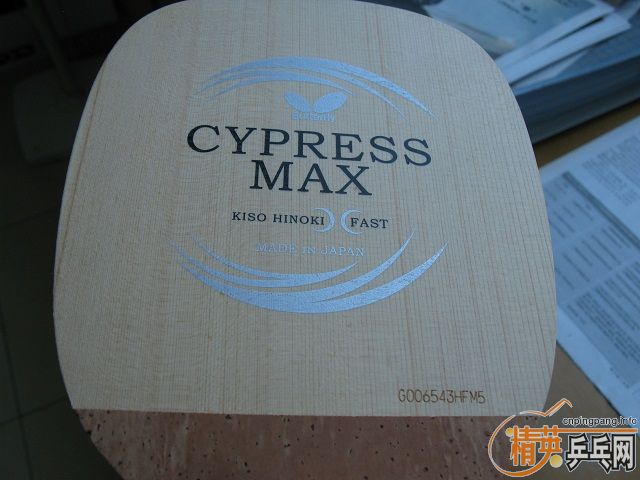 Butterfly
CYPRESS
MAX
KISO HINOKI FAST
MADE IN JAPAN
G006543HFM5
cnpingpang.info
精英乒乓网